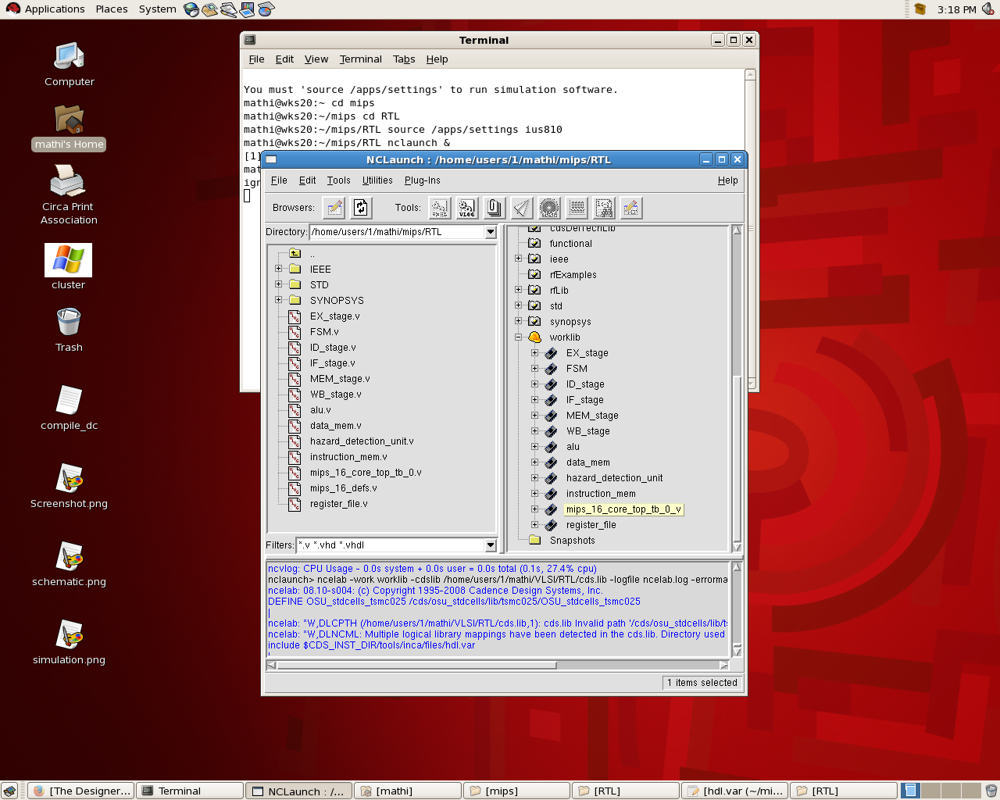 Applications Places System
3:18 PM
Computer
mathi's Home
Circa Print
Association
cluster
Trash
compile_dc
Screenshot.png
schematic.png
simulation.png
Terminal
File Edit View Terminal Tabs Help
You must 'source /apps/settings' to run simulation software.
mathi@wks20:~ cd mips
mathi@wks20:~/mips cd RTL
mathi@wks20:~/mips/RTL source /apps/settings ius810
mathi@wks20:~/mips/RTL nclaunch &
[1]
mat
ign
NCLaunch : /home/users/1/mathi/mips/RTL
File Edit Tools Utilities Plug-Ins Help
Browsers: Tools:
VLOG
Directory: /home/users/1/mathi/mips/RTL
..
IEEE
STD
SYNOPSYS
EX_stage.v
FSM.v
ID_stage.v
IF_stage.v
MEM_stage.v
WB_stage.v
alu.v
data_mem.v
hazard_detection_unit.v
instruction_mem.v
mips_16_core_top_tb_0.v
mips_16_defs.v
register_file.v
Filters: *.v *.vhd *.vhdl
cdsDefTechLib
functional
ieee
rfExamples
rfLib
std
synopsys
worklib
EX_stage
FSM
ID_stage
IF_stage
MEM_stage
WB_stage
alu
data_mem
hazard_detection_unit
instruction_mem
mips_16_core_top_tb_0_v
register_file
Snapshots
ncvlog: CPU Usage - 0.0s system + 0.0s user = 0.0s total (0.1s, 27.4% cpu)
nclaunch> ncelab -work worklib -cdslib /home/users/1/mathi/VLSI/RTL/cds.lib -logfile ncelab.log -errorma
ncelab: 08.10-s004: (c) Copyright 1995-2008 Cadence Design Systems, Inc.
DEFINE OSU_stdcells_tsmc025 /cds/osu_stdcells/lib/tsmc025/OSU_stdcells_tsmc025
|
ncelab: *W,DLCPTH (/home/users/1/mathi/VLSI/RTL/cds.lib,1): cds.lib Invalid path '/cds/osu_stdcells/lib/ts
ncelab: *W,DLNCML: Multiple logical library mappings have been detected in the cds.lib. Directory used
include $CDS_INST_DIR/tools/inca/files/hdl.var
1 items selected
[The Designer... Terminal NCLaunch : /... [mathi] [mips] [RTL] [hdl.var (~/mi... [RTL]